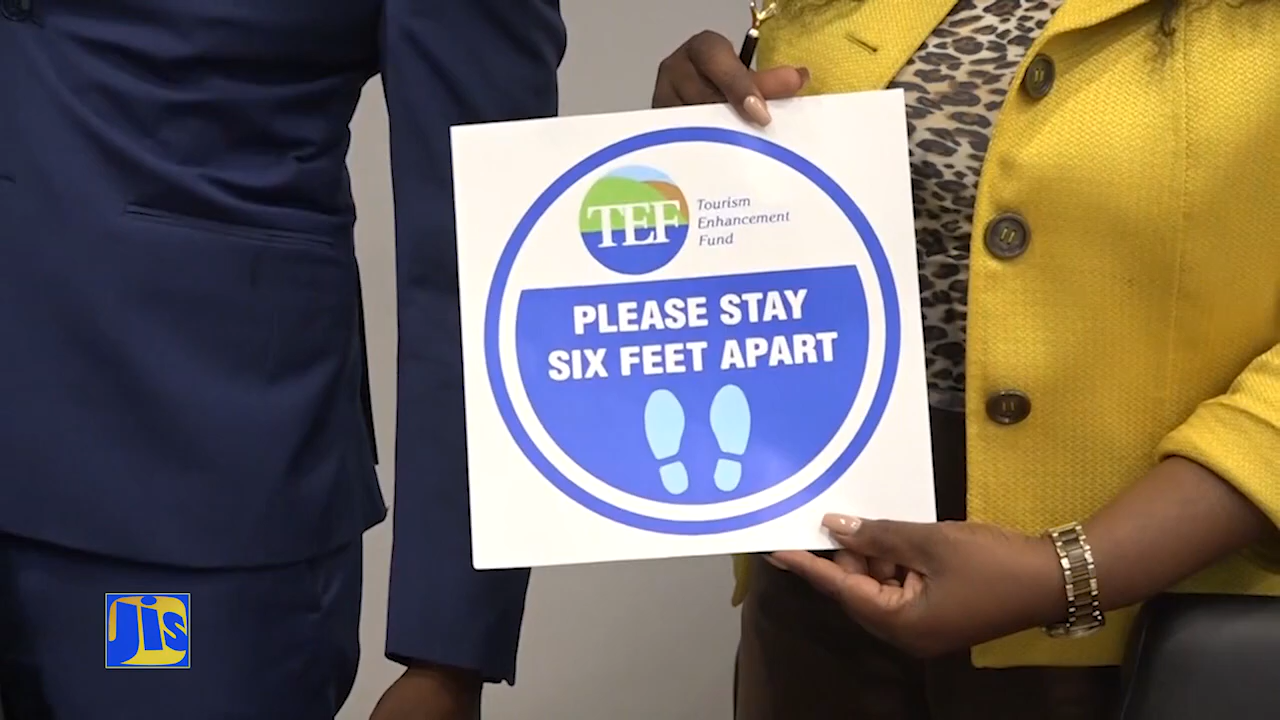 TEF
Tourism
Enhancement
Fund
PLEASE STAY
SIX FEET APART
JIS